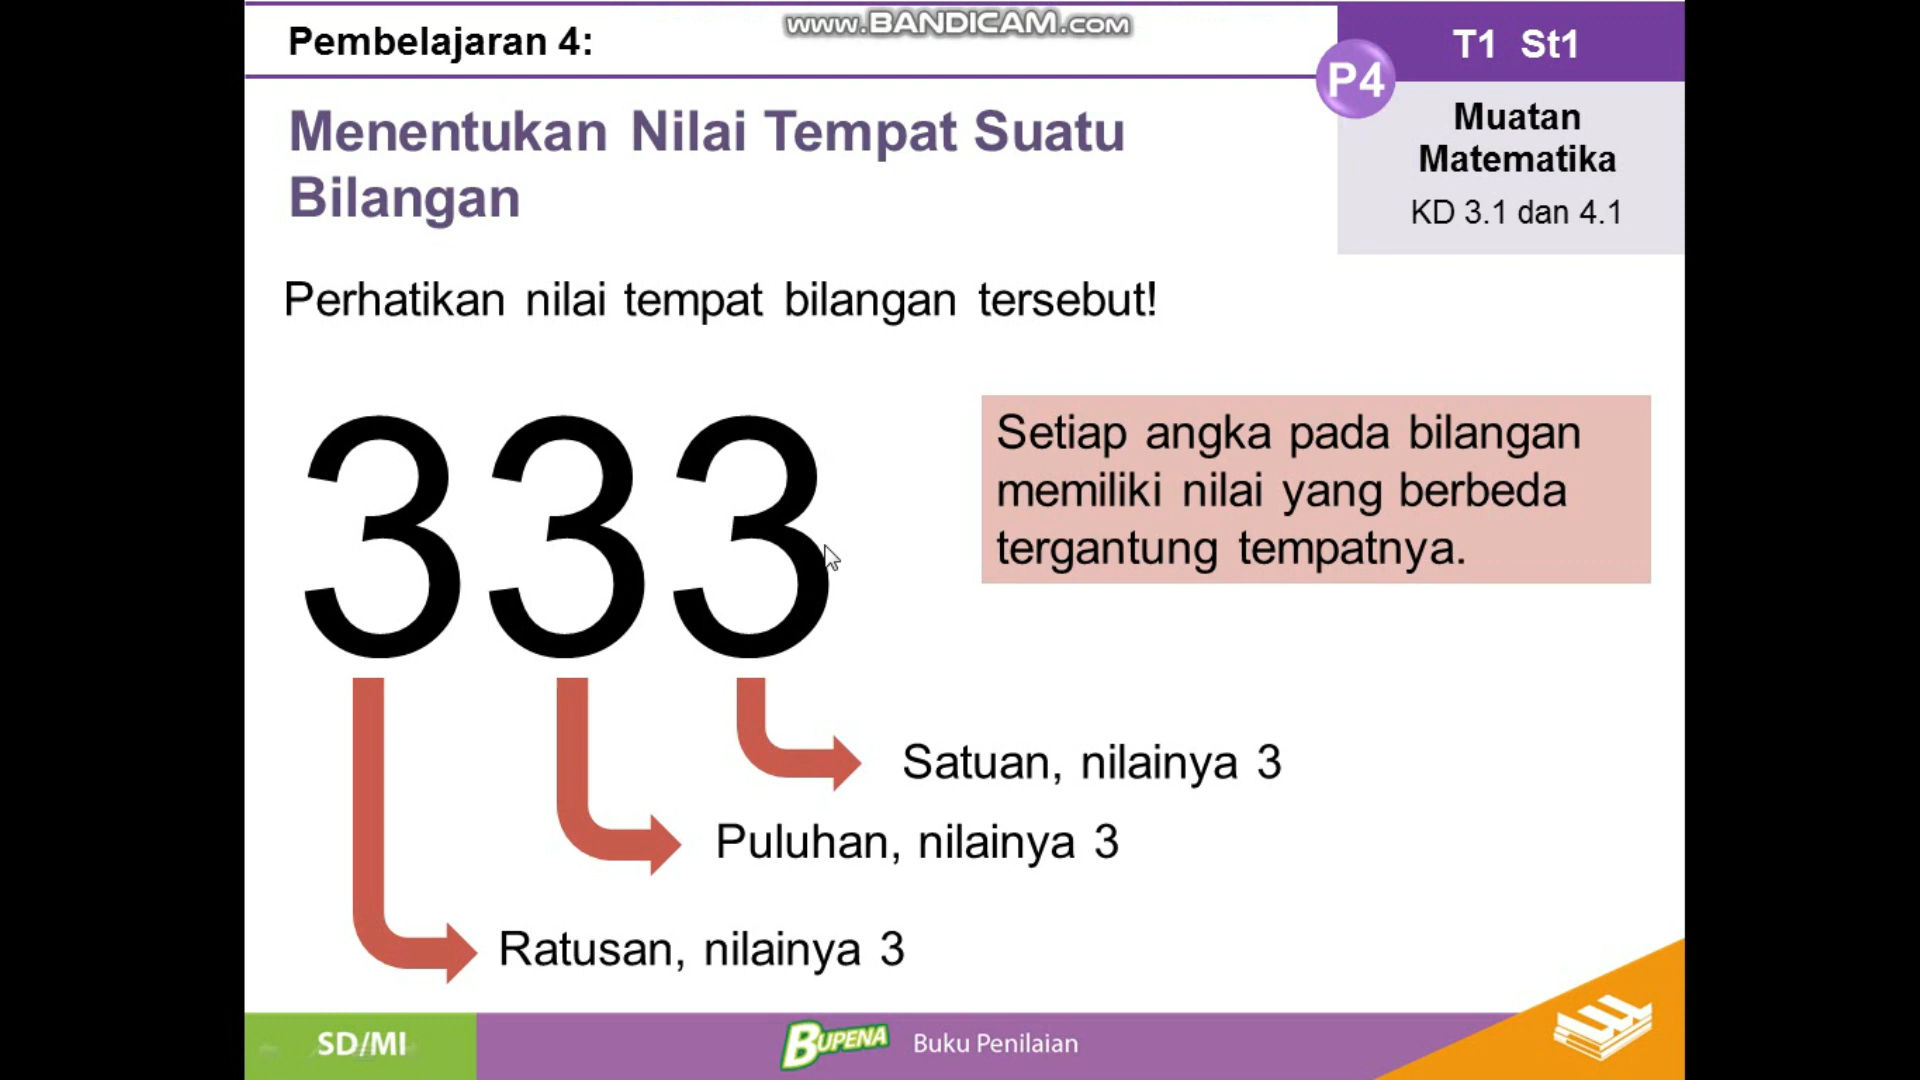 www.BANDICAM.com
Pembelajaran 4:
T1 St1
P4
Muatan
Matematika
KD 3.1 dan 4.1
Menentukan Nilai Tempat Suatu
Bilangan
Perhatikan nilai tempat bilangan tersebut!
333
Setiap angka pada bilangan
memiliki nilai yang berbeda
tergantung tempatnya.
Satuan, nilainya 3
Puluhan, nilainya 3
Ratusan, nilainya 3
SD/MI
BUPENA
Buku Penilaian